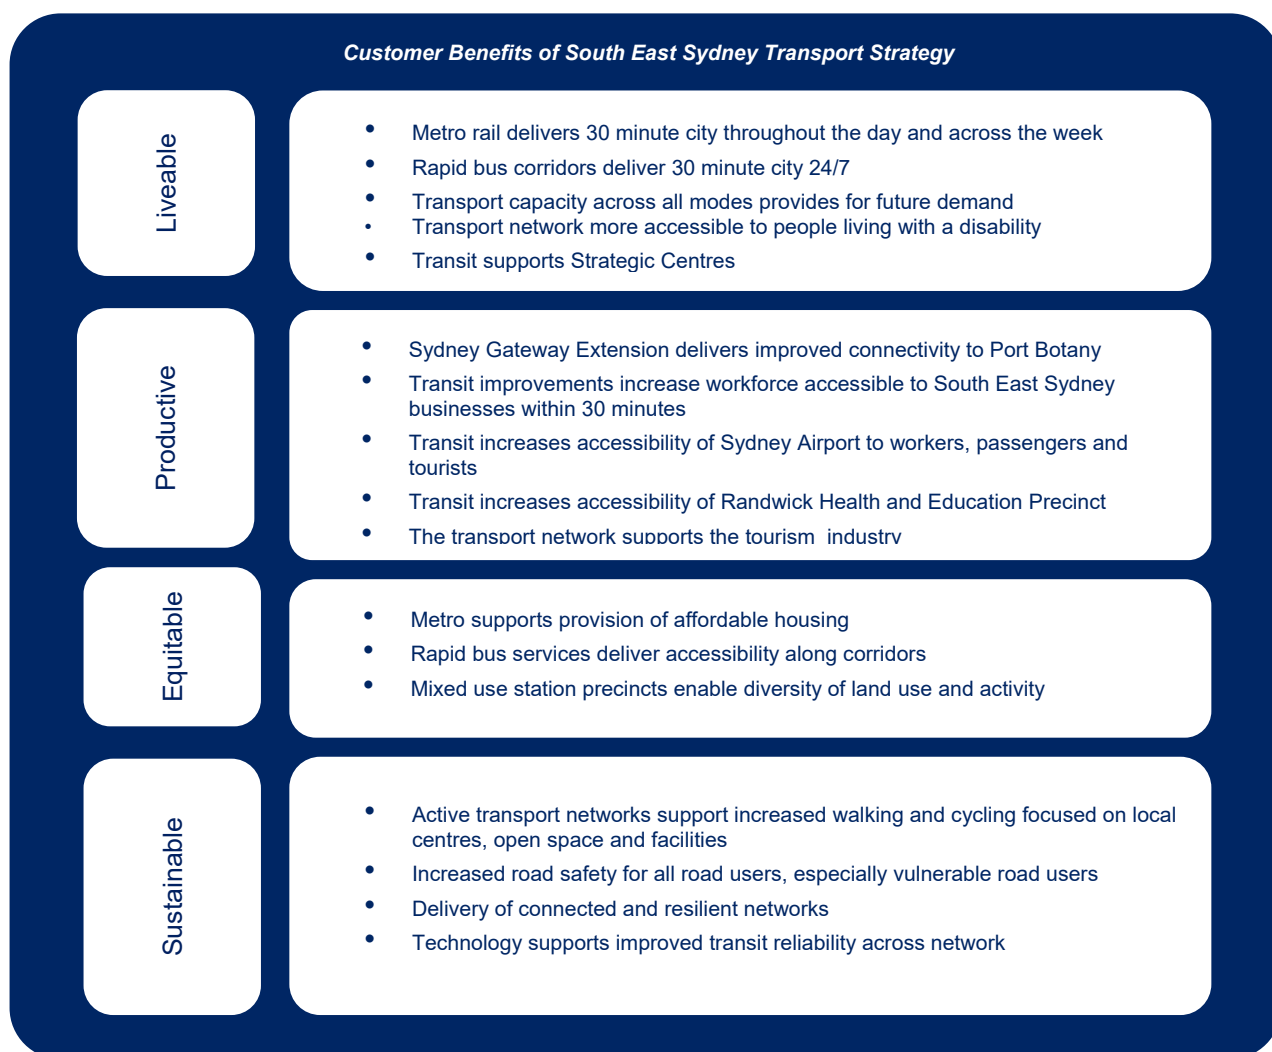 Customer Benefits of South East Sydney Transport Strategy
Liveable
• Metro rail delivers 30 minute city throughout the day and across the week
• Rapid bus corridors deliver 30 minute city 24/7
• Transport capacity across all modes provides for future demand
• Transport network more accessible to people living with a disability
• Transit supports Strategic Centres
Productive
• Sydney Gateway Extension delivers improved connectivity to Port Botany
• Transit improvements increase workforce accessible to South East Sydney
businesses within 30 minutes
• Transit increases accessibility of Sydney Airport to workers, passengers and
tourists
• Transit increases accessibility of Randwick Health and Education Precinct
• The transport network supports the tourism industry
Equitable
• Metro supports provision of affordable housing
• Rapid bus services deliver accessibility along corridors
• Mixed use station precincts enable diversity of land use and activity
Sustainable
• Active transport networks support increased walking and cycling focused on local
centres, open space and facilities
• Increased road safety for all road users, especially vulnerable road users
• Delivery of connected and resilient networks
• Technology supports improved transit reliability across network